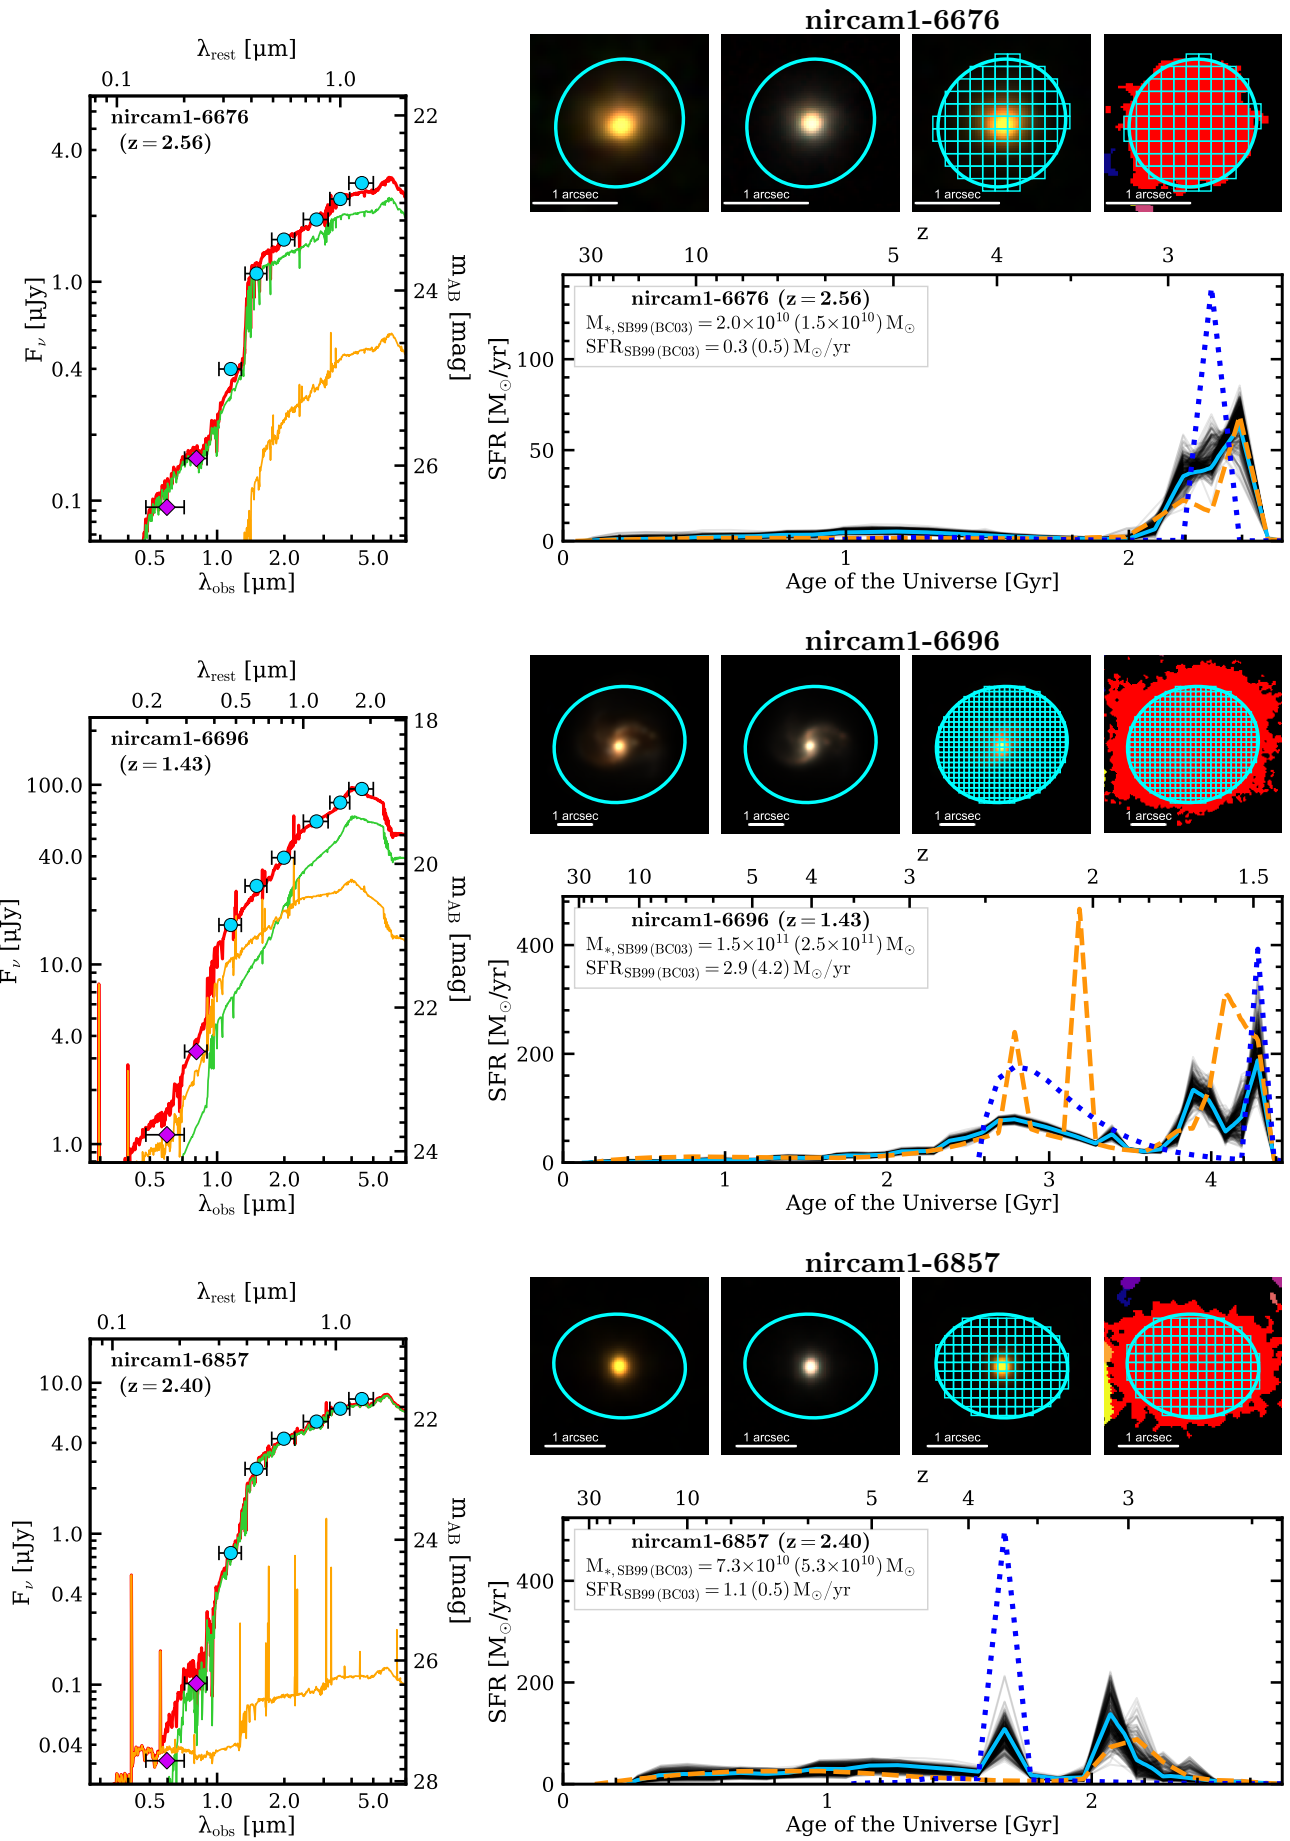 nircam1-6676
λrest [μm]
0.1 1.0
nircam1-6676
(z = 2.56)
22
24
26
4.0
1.0
0.4
0.1
Fν [μJy]
mAB [mag]
0.5 1.0 2.0 5.0
λobs [μm]
1 arcsec 1 arcsec 1 arcsec 1 arcsec
z
30 10 5 4 3
nircam1-6676 (z = 2.56)
M*,SB99(BC03) = 2.0×10^10 (1.5×10^10) M⊙
SFRSB99(BC03) = 0.3 (0.5) M⊙/yr
SFR [M⊙/yr]
100
50
0
0 1 2
Age of the Universe [Gyr]
nircam1-6696
λrest [μm]
0.2 0.5 1.0 2.0
nircam1-6696
(z = 1.43)
18
20
22
24
100.0
40.0
10.0
4.0
1.0
Fν [μJy]
mAB [mag]
0.5 1.0 2.0 5.0
λobs [μm]
1 arcsec 1 arcsec 1 arcsec 1 arcsec
z
30 10 5 4 3 2 1.5
nircam1-6696 (z = 1.43)
M*,SB99(BC03) = 1.5×10^11 (2.5×10^11) M⊙
SFRSB99(BC03) = 2.9 (4.2) M⊙/yr
SFR [M⊙/yr]
400
200
0
0 1 2 3 4
Age of the Universe [Gyr]
nircam1-6857
λrest [μm]
0.1 1.0
nircam1-6857
(z = 2.40)
22
24
26
28
10.0
4.0
1.0
0.4
0.1
0.04
Fν [μJy]
mAB [mag]
0.5 1.0 2.0 5.0
λobs [μm]
1 arcsec 1 arcsec 1 arcsec 1 arcsec
z
30 10 5 4 3
nircam1-6857 (z = 2.40)
M*,SB99(BC03) = 7.3×10^10 (5.3×10^10) M⊙
SFRSB99(BC03) = 1.1 (0.5) M⊙/yr
SFR [M⊙/yr]
400
200
0
0 1 2
Age of the Universe [Gyr]